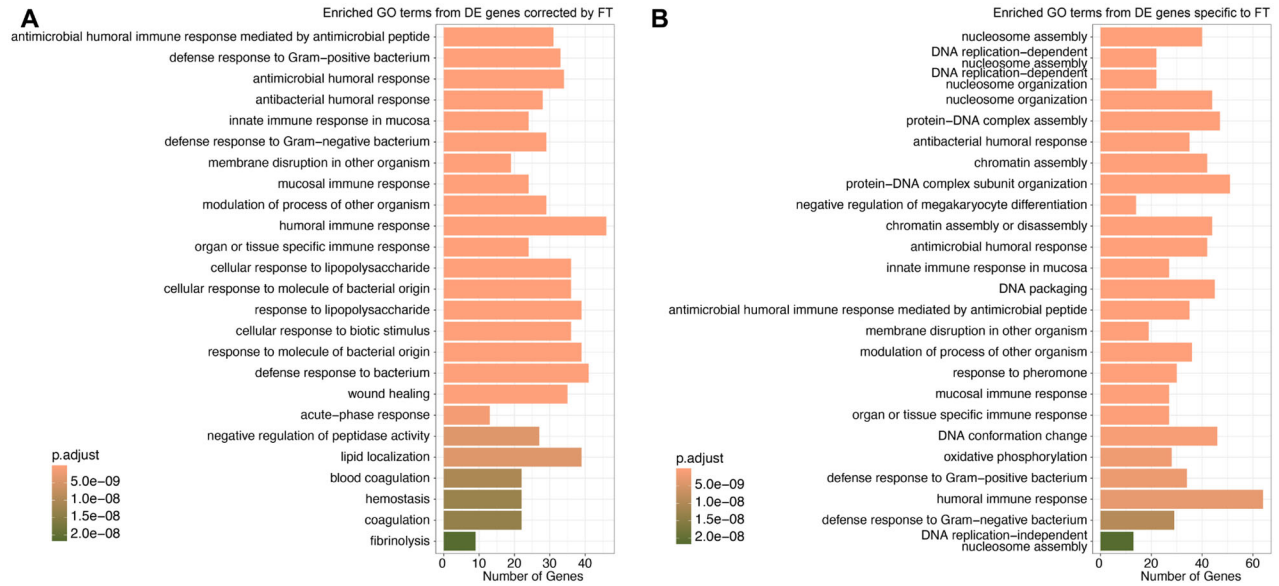 A
Enriched GO terms from DE genes corrected by FT
antimicrobial humoral immune response mediated by antimicrobial peptide
defense response to Gram−positive bacterium
antimicrobial humoral response
antibacterial humoral response
innate immune response in mucosa
defense response to Gram−negative bacterium
membrane disruption in other organism
mucosal immune response
modulation of process of other organism
humoral immune response
organ or tissue specific immune response
cellular response to lipopolysaccharide
cellular response to molecule of bacterial origin
response to lipopolysaccharide
cellular response to biotic stimulus
response to molecule of bacterial origin
defense response to bacterium
wound healing
acute−phase response
negative regulation of peptidase activity
lipid localization
blood coagulation
hemostasis
coagulation
fibrinolysis
p.adjust
5.0e−09
1.0e−08
1.5e−08
2.0e−08
0 10 20 30 40
Number of Genes
B
Enriched GO terms from DE genes specific to FT
nucleosome assembly
DNA replication−dependent
nucleosome assembly
DNA replication−dependent
nucleosome organization
nucleosome organization
protein−DNA complex assembly
antibacterial humoral response
chromatin assembly
protein−DNA complex subunit organization
negative regulation of megakaryocyte differentiation
chromatin assembly or disassembly
antimicrobial humoral response
innate immune response in mucosa
DNA packaging
antimicrobial humoral immune response mediated by antimicrobial peptide
membrane disruption in other organism
modulation of process of other organism
response to pheromone
mucosal immune response
organ or tissue specific immune response
DNA conformation change
oxidative phosphorylation
defense response to Gram−positive bacterium
humoral immune response
defense response to Gram−negative bacterium
DNA replication−independent
nucleosome assembly
p.adjust
5.0e−09
1.0e−08
1.5e−08
2.0e−08
0 20 40 60
Number of Genes